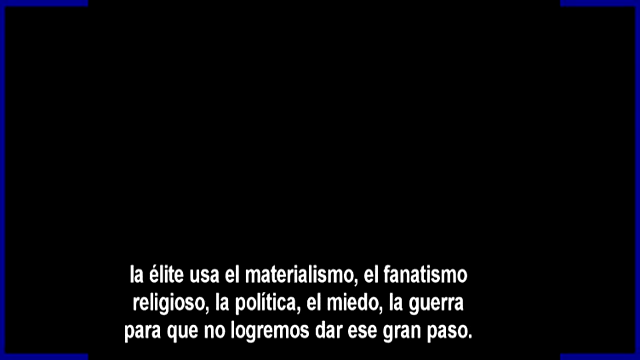 la élite usa el materialismo, el fanatismo
religioso, la política, el miedo, la guerra
para que no logremos dar ese gran paso.